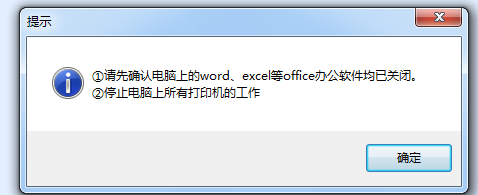 提示
①请先确认电脑上的word、excel等office办公软件均已关闭。
②停止电脑上所有打印机的工作
确定